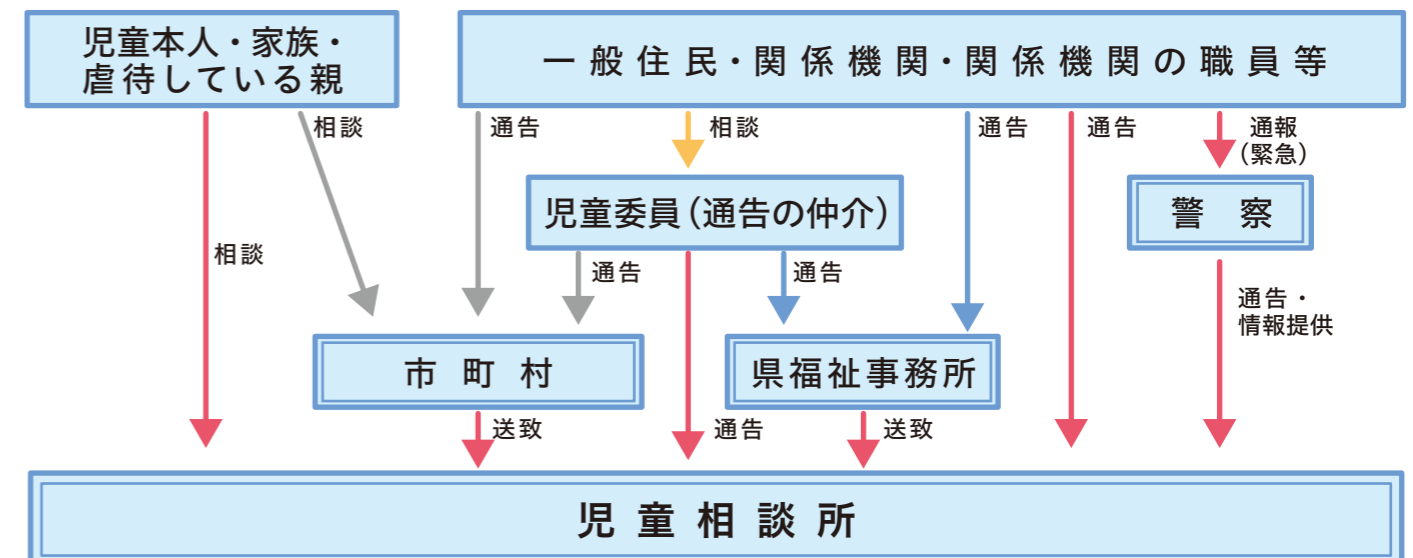 児童本人・家族・
虐待している親
一般住民・関係機関・関係機関の職員等
相談
通告
相談
通告
通告
通報
(緊急)
児童委員(通告の仲介)
警察
相談
通告
通告
通告・
情報提供
市町村
県福祉事務所
送致
通告
送致
児童相談所